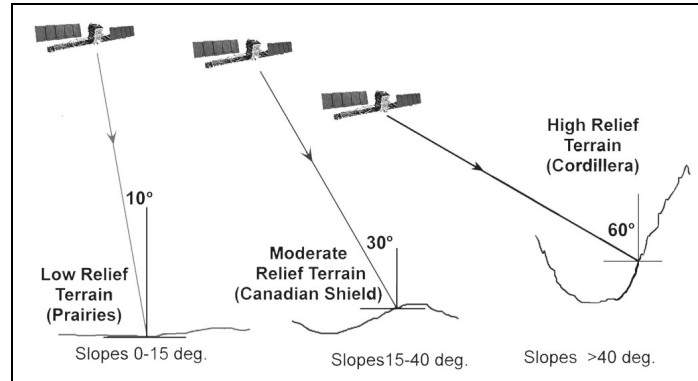 10°
Low Relief
Terrain
(Prairies)
Slopes 0-15 deg.
30°
Moderate
Relief Terrain
(Canadian Shield)
Slopes15-40 deg.
High Relief
Terrain
(Cordillera)
60°
Slopes >40 deg.